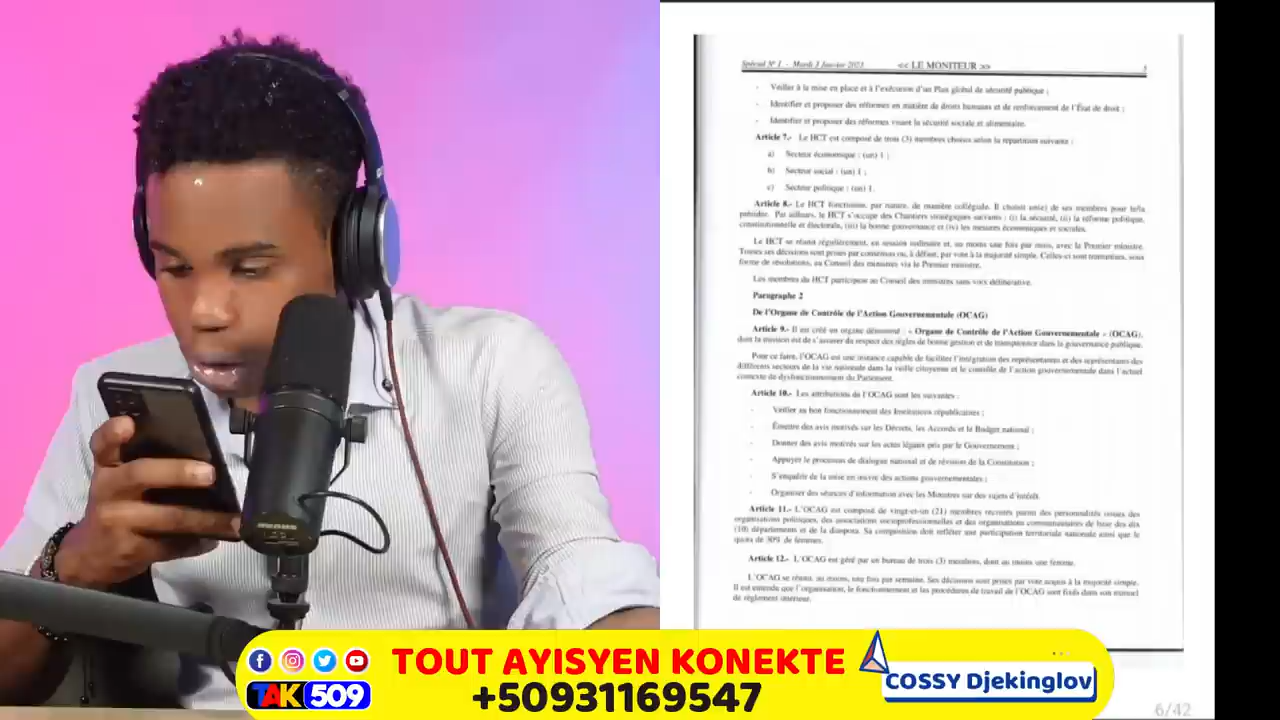 Spécial N° 1 - Mardi 3 Janvier 2023 << LE MONITEUR >> 5
- Veiller à la mise en place et à l'exécution d'un Plan global de sécurité publique ;
- Identifier et proposer des réformes en matière de droits humains et de renforcement de l'État de droit ;
- Identifier et proposer des réformes visant la sécurité sociale et alimentaire.
Article 7.- Le HCT est composé de trois (3) membres choisis selon la répartition suivante :
a) Secteur économique : (un) 1 ;
b) Secteur social : (un) 1 ;
c) Secteur politique : (un) 1.
Article 8.- Le HCT fonctionne, par nature, de manière collégiale. Il choisit un(e) de ses membres pour le/la
présider. Par ailleurs, le HCT s'occupe des Chantiers stratégiques suivants : (i) la sécurité, (ii) la réforme politique,
constitutionnelle et électorale, (iii) la bonne gouvernance et (iv) les mesures économiques et sociales.
Le HCT se réunit régulièrement, en session ordinaire et, au moins une fois par mois, avec le Premier ministre.
Toutes ses décisions sont prises par consensus ou, à défaut, par vote à la majorité simple. Celles-ci sont transmises, sous
forme de résolutions, au Conseil des ministres via le Premier ministre.
Les membres du HCT participent au Conseil des ministres sans voix délibérative.
Paragraphe 2
De l'Organe de Contrôle de l'Action Gouvernementale (OCAG)
Article 9.- Il est créé un organe dénommé : « Organe de Contrôle de l'Action Gouvernementale » (OCAG),
dont la mission est de s'assurer du respect des règles de bonne gestion et de transparence dans la gouvernance publique.
Pour ce faire, l'OCAG est une instance capable de faciliter l'intégration des représentantes et des représentants des
différents secteurs de la vie nationale dans la veille citoyenne et le contrôle de l'action gouvernementale dans l'actuel
contexte de dysfonctionnement du Parlement.
Article 10.- Les attributions de l'OCAG sont les suivantes :
- Veiller au bon fonctionnement des Institutions républicaines ;
- Émettre des avis motivés sur les Décrets, les Accords et le Budget national ;
- Donner des avis motivés sur les actes légaux pris par le Gouvernement ;
- Appuyer le processus de dialogue national et de révision de la Constitution ;
- S'enquérir de la mise en œuvre des actions gouvernementales ;
- Organiser des séances d'information avec les Ministres sur des sujets d'intérêt.
Article 11.- L'OCAG est composé de vingt-et-un (21) membres recrutés parmi des personnalités issues des
organisations politiques, des associations socioprofessionnelles et des organisations communautaires de base des dix
(10) départements et de la diaspora. Sa composition doit refléter une participation territoriale nationale ainsi que le
quota de 30% de femmes.
Article 12.- L'OCAG est géré par un bureau de trois (3) membres, dont au moins une femme.
L'OCAG se réunit, au moins, une fois par semaine. Ses décisions sont prises par vote acquis à la majorité simple.
Il est entendu que l'organisation, le fonctionnement et les procédures de travail de l'OCAG sont fixés dans son manuel
de règlement intérieur.
TOUT AYISYEN KONEKTE
TAK 509
+50931169547
COSSY Djekinglov
6/42